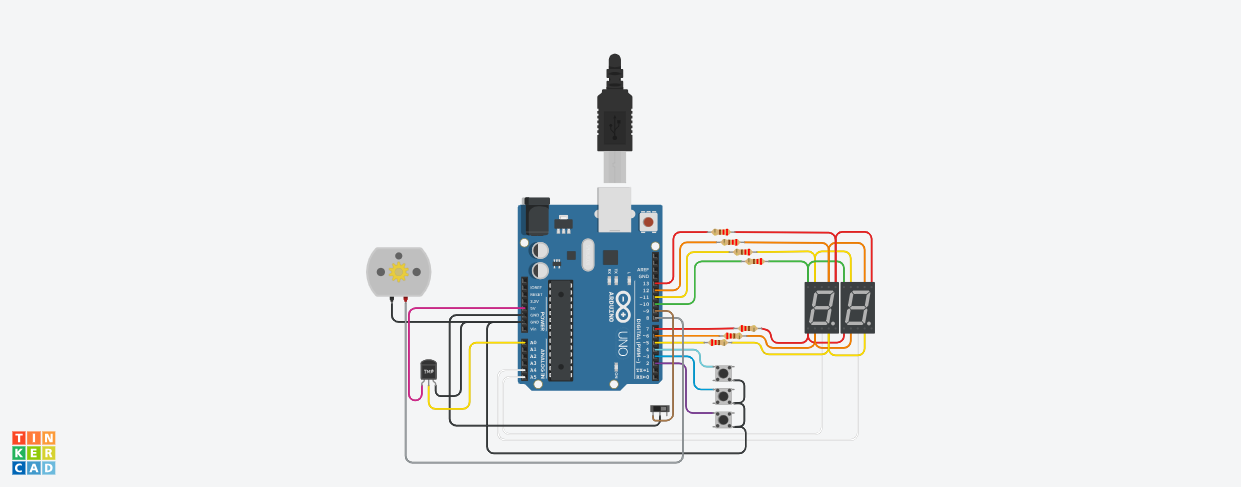 AREF
GND
13
12
~11
~10
~9
8
7
~6
~5
4
~3
2
TX→1
RX←0
DIGITAL (PWM~)
L
TX
RX
ARDUINO
UNO
ON
IOREF
RESET
3.3V
5V
GND
GND
Vin
POWER
A0
A1
A2
A3
A4
A5
ANALOG IN
TMP
TIN
KER
CAD